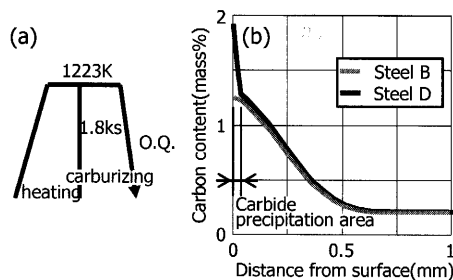 (a)
1223K
1.8ks
O.Q.
carburizing
heating
(b)
Carbon content(mass%)
2
1
0
Steel B
Steel D
Carbide
precipitation area
0
0.5
1
Distance from surface(mm)